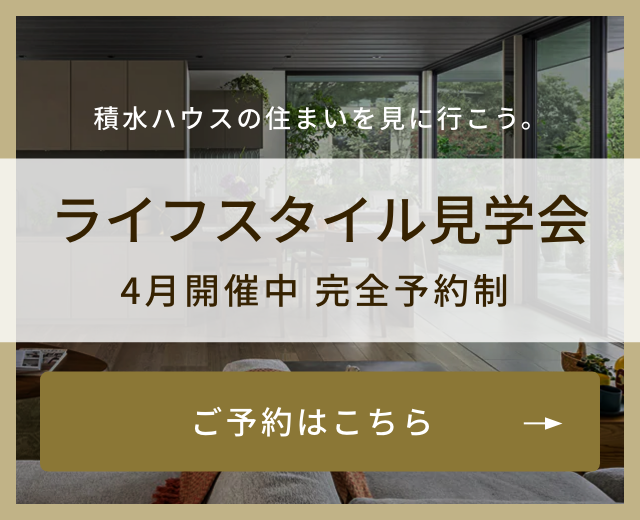 積水ハウスの住まいを見に行こう。
ライフスタイル見学会
4月開催中 完全予約制
ご予約はこちら